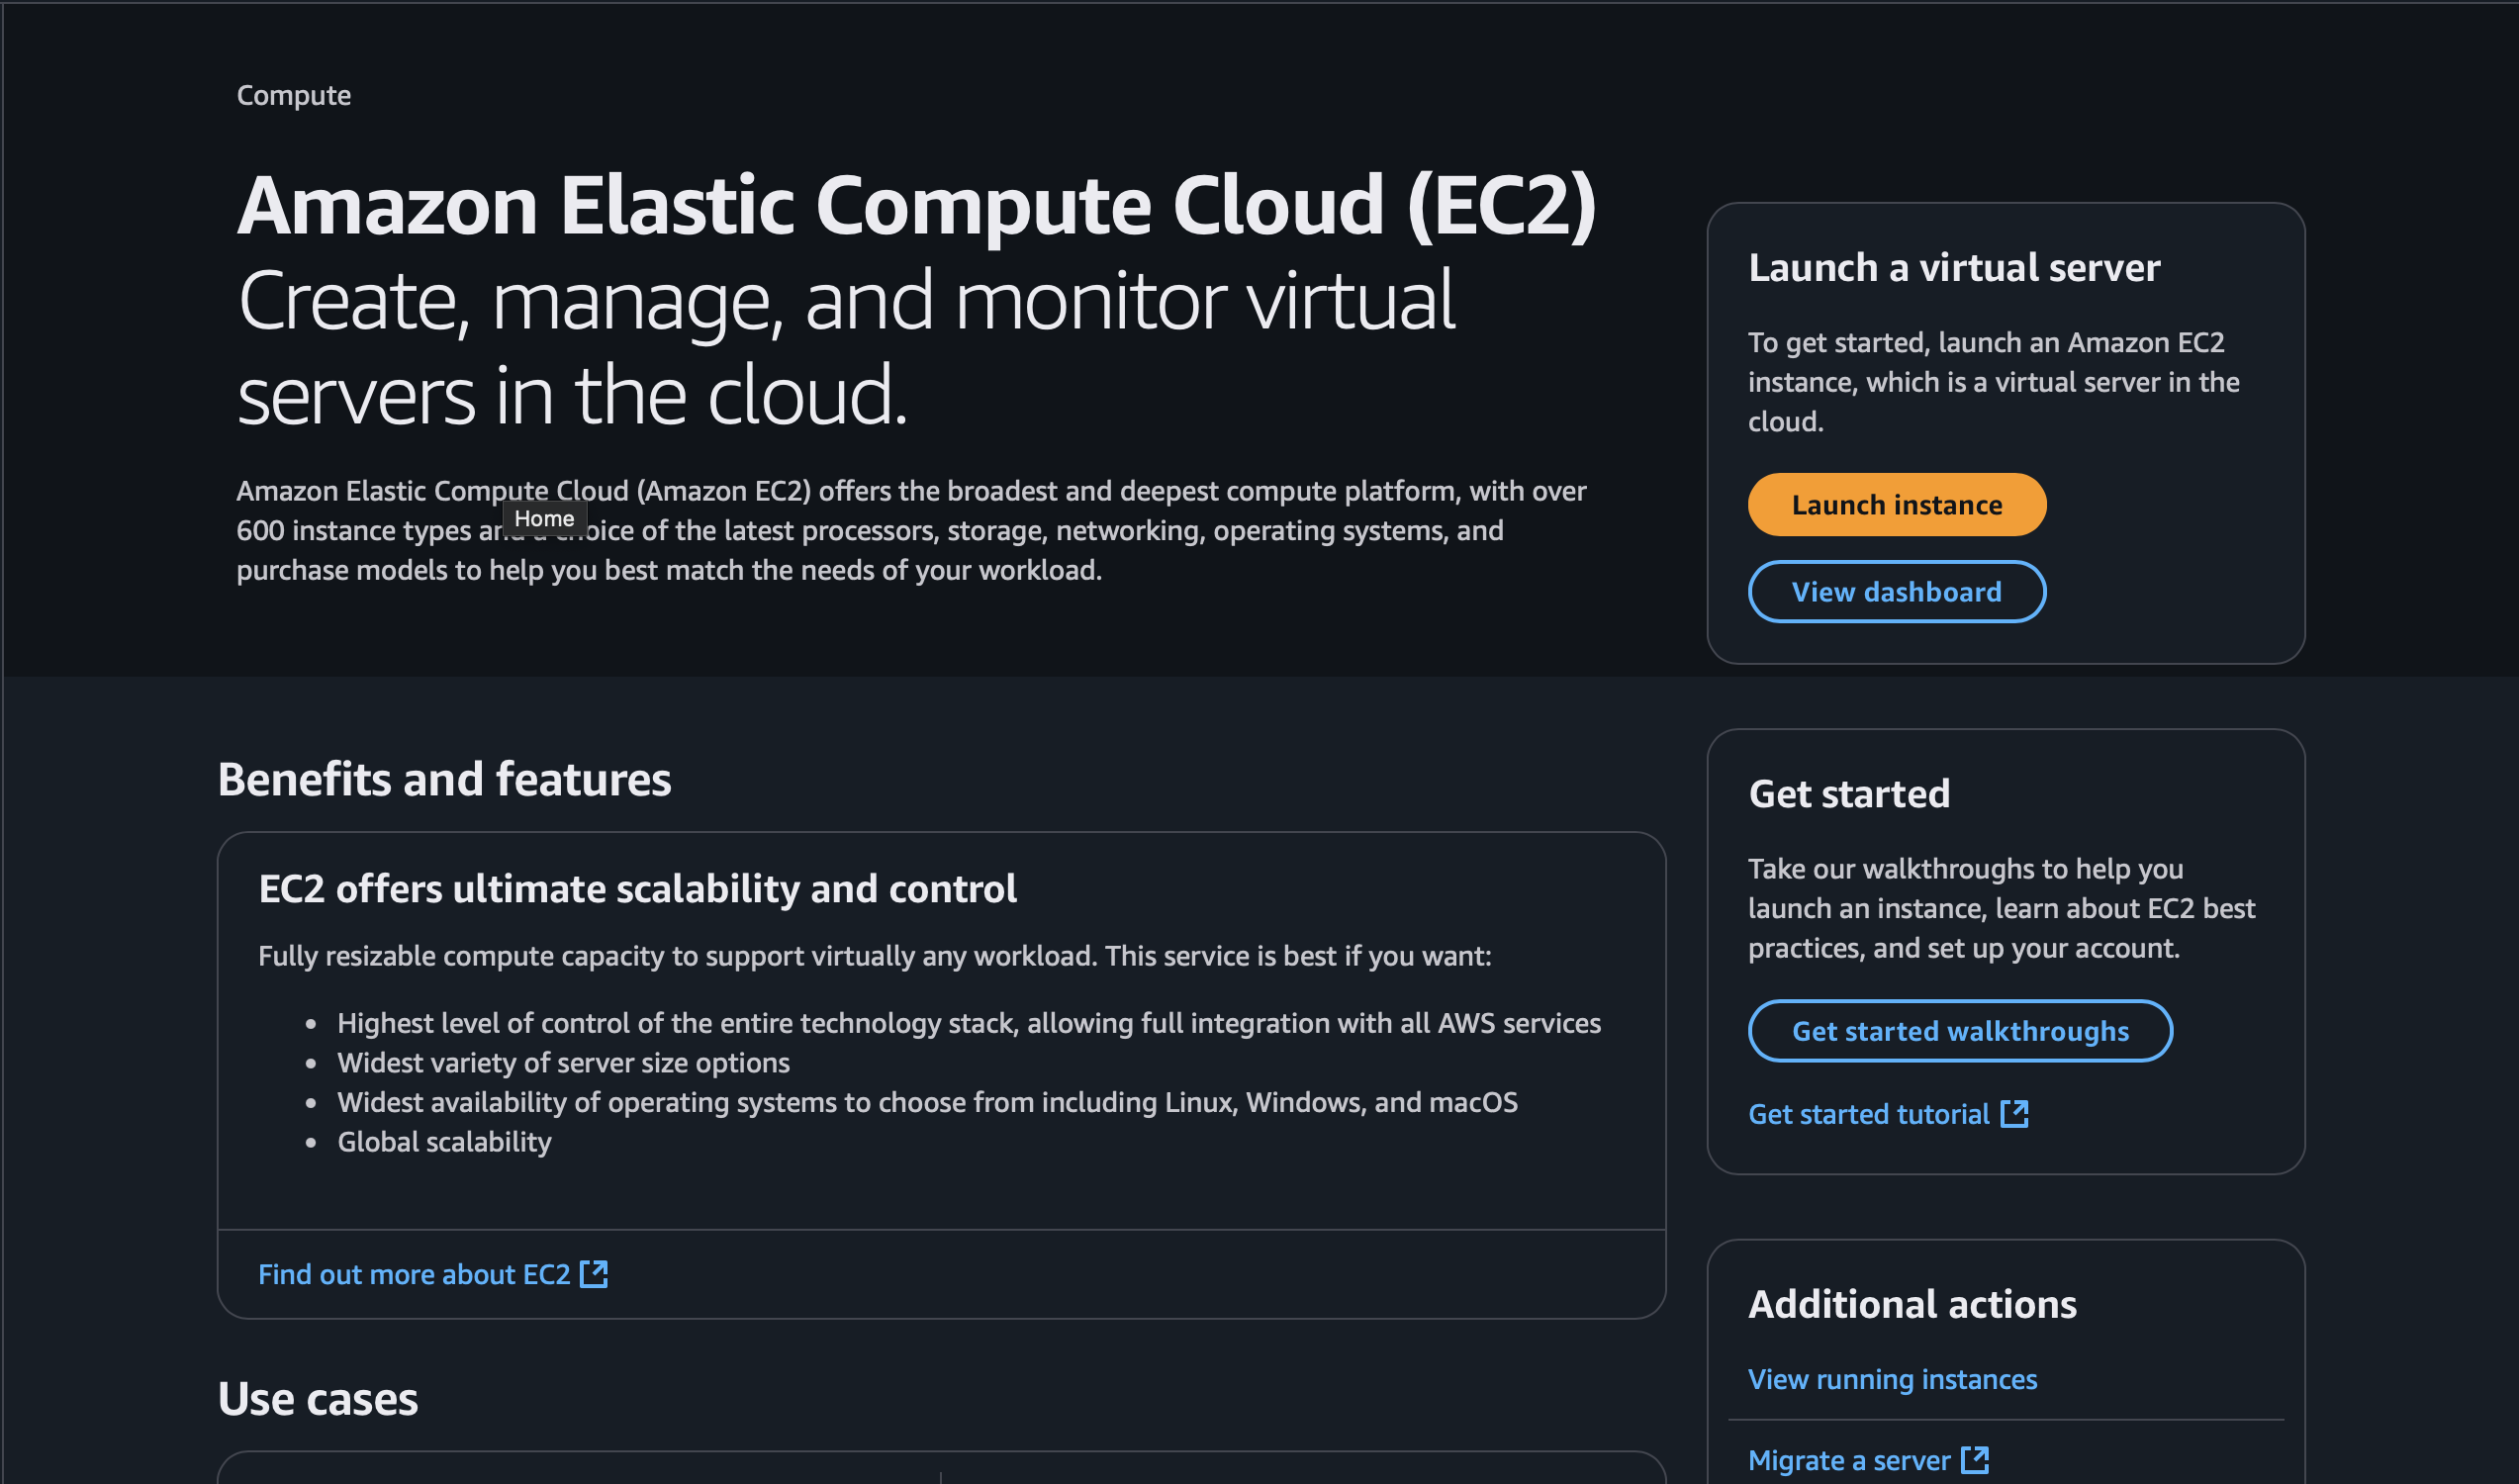 Compute
Amazon Elastic Compute Cloud (EC2)
Create, manage, and monitor virtual
servers in the cloud.
Amazon Elastic Compute Cloud (Amazon EC2) offers the broadest and deepest compute platform, with over
600 instance types and a choice of the latest processors, storage, networking, operating systems, and
purchase models to help you best match the needs of your workload.
Home
Launch a virtual server
To get started, launch an Amazon EC2
instance, which is a virtual server in the
cloud.
Launch instance
View dashboard
Benefits and features
EC2 offers ultimate scalability and control
Fully resizable compute capacity to support virtually any workload. This service is best if you want:
• Highest level of control of the entire technology stack, allowing full integration with all AWS services
• Widest variety of server size options
• Widest availability of operating systems to choose from including Linux, Windows, and macOS
• Global scalability
Find out more about EC2
Get started
Take our walkthroughs to help you
launch an instance, learn about EC2 best
practices, and set up your account.
Get started walkthroughs
Get started tutorial
Use cases
Additional actions
View running instances
Migrate a server